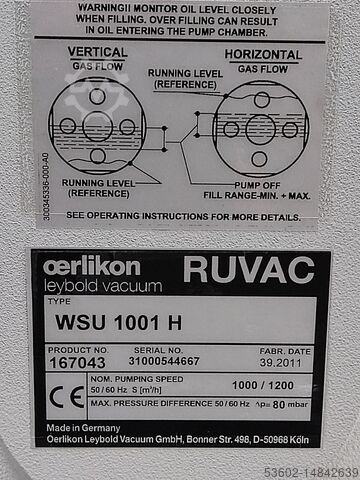 WARNING!! MONITOR OIL LEVEL CLOSELY
WHEN FILLING. OVER FILLING CAN RESULT
IN OIL ENTERING THE PUMP CHAMBER.
VERTICAL
GAS FLOW
HORIZONTAL
GAS FLOW
RUNNING LEVEL
(REFERENCE)
RUNNING LEVEL
(REFERENCE)
PUMP OFF
FILL RANGE-MIN. + MAX.
SEE OPERATING INSTRUCTIONS FOR MORE DETAILS.
300345336-000-A0
oerlikon
leybold vacuum
RUVAC
TYPE
WSU 1001 H
PRODUCT NO.
SERIAL NO.
FABR. DATE
167043
31000544667
39.2011
CE
NOM. PUMPING SPEED
50/60 Hz S [m³/h]
1000 / 1200
MAX. PRESSURE DIFFERENCE 50/60 Hz Δp= 80 mbar
Made in Germany
Oerlikon Leybold Vacuum GmbH, Bonner Str. 498, D-50968 Köln
53602-14842639